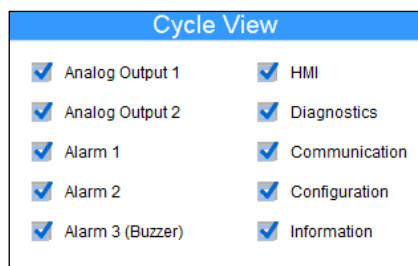 Cycle View
Analog Output 1
HMI
Analog Output 2
Diagnostics
Alarm 1
Communication
Alarm 2
Configuration
Alarm 3 (Buzzer)
Information